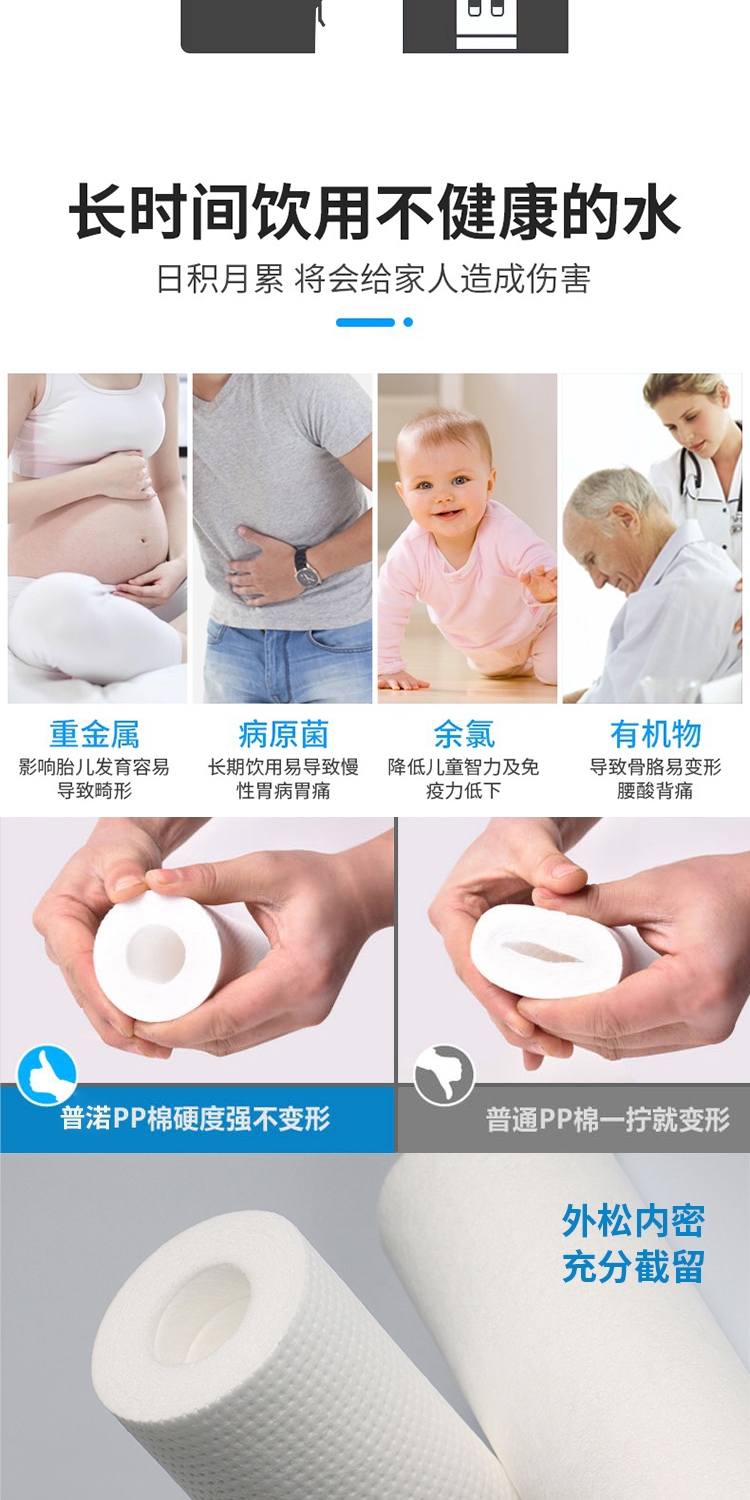 长时间饮用不健康的水
日积月累 将会给家人造成伤害
重金属
影响胎儿发育容易
导致畸形
病原菌
长期饮用易导致慢
性胃病胃痛
余氯
降低儿童智力及免
疫力低下
有机物
导致骨胳易变形
腰酸背痛
普渃PP棉硬度强不变形
普通PP棉一拧就变形
外松内密
充分截留